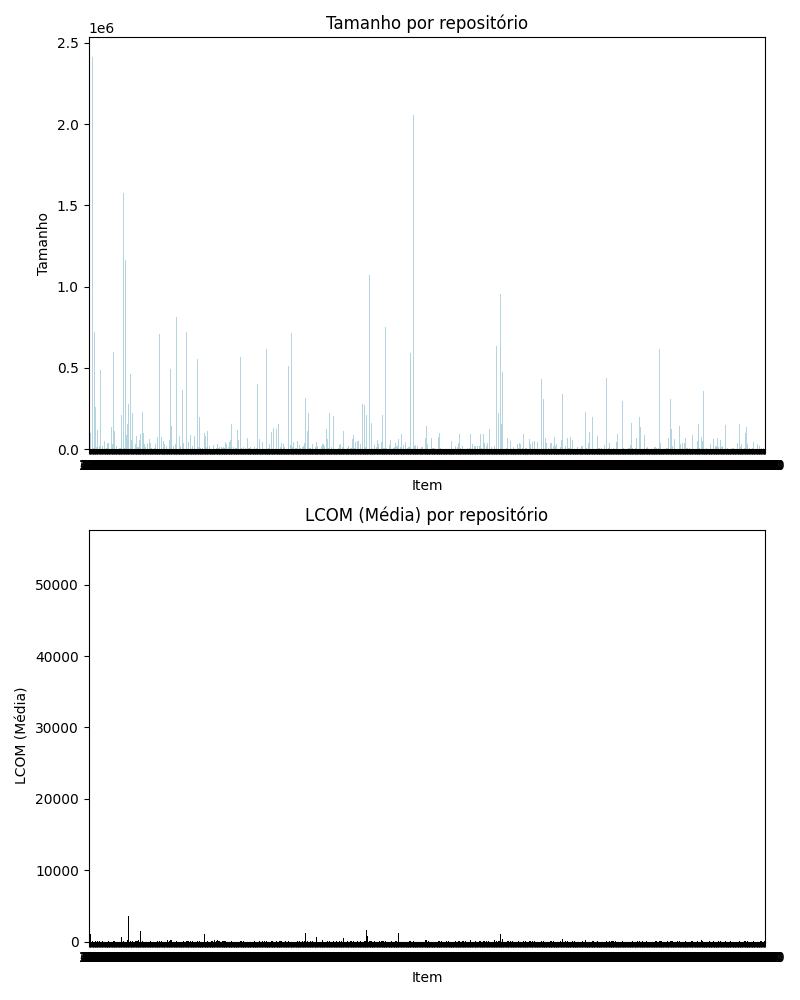 Tamanho por repositório
1e6
2.5
2.0
1.5
1.0
0.5
0.0
Tamanho
Item
LCOM (Média) por repositório
50000
40000
30000
20000
10000
0
LCOM (Média)
Item